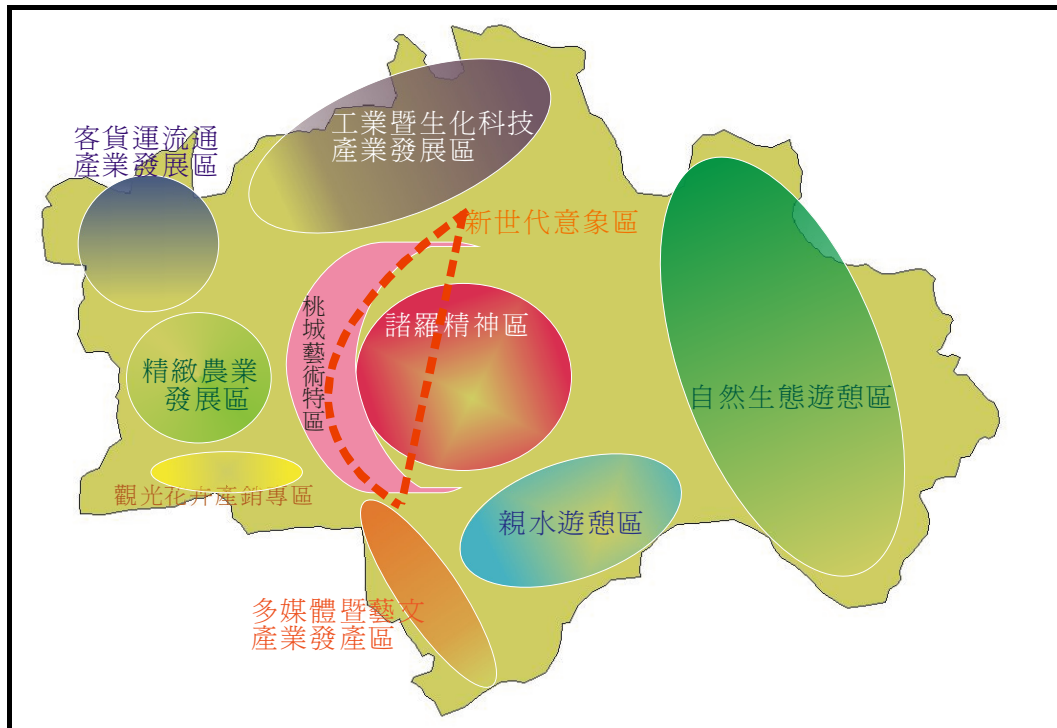 工業暨生化科技
產業發展區
客貨運流通
產業發展區
新世代意象區
桃城藝術特區
諸羅精神區
精緻農業
發展區
自然生態遊憩區
觀光花卉產銷專區
親水遊憩區
多媒體暨藝文
產業發產區